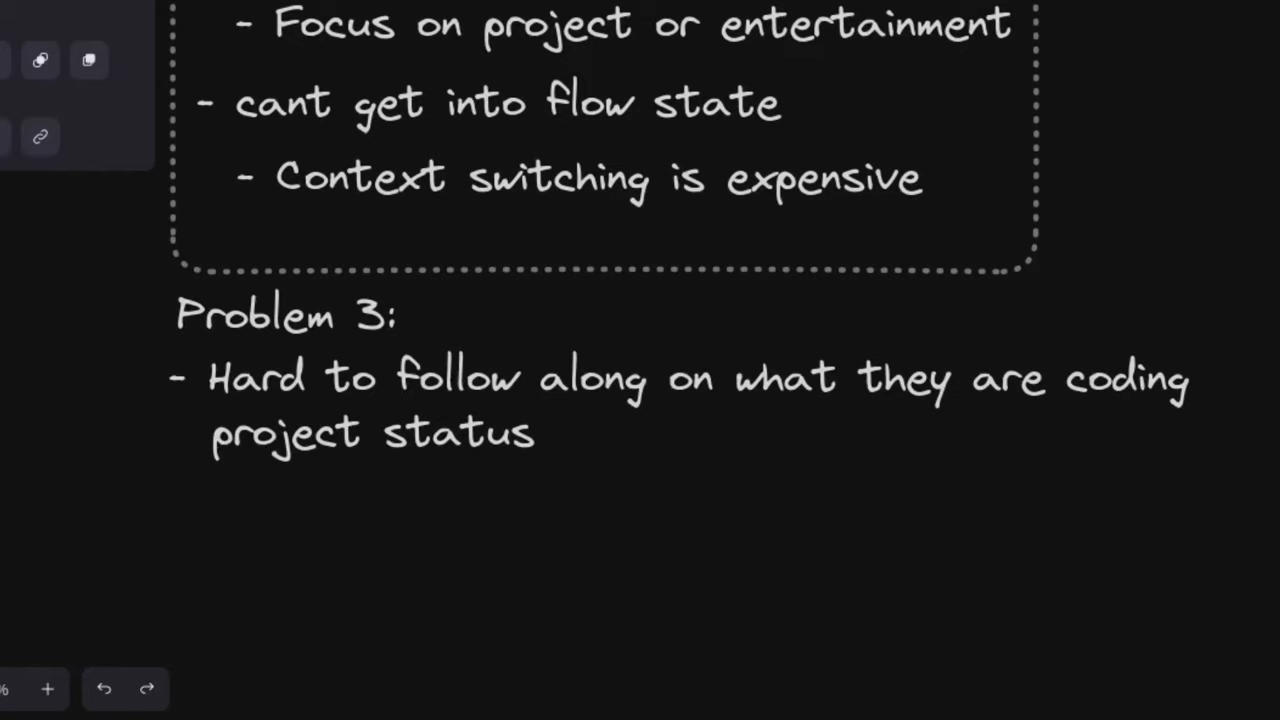 - Focus on project or entertainment
- cant get into flow state
- Context switching is expensive
Problem 3:
- Hard to follow along on what they are coding
project status
%